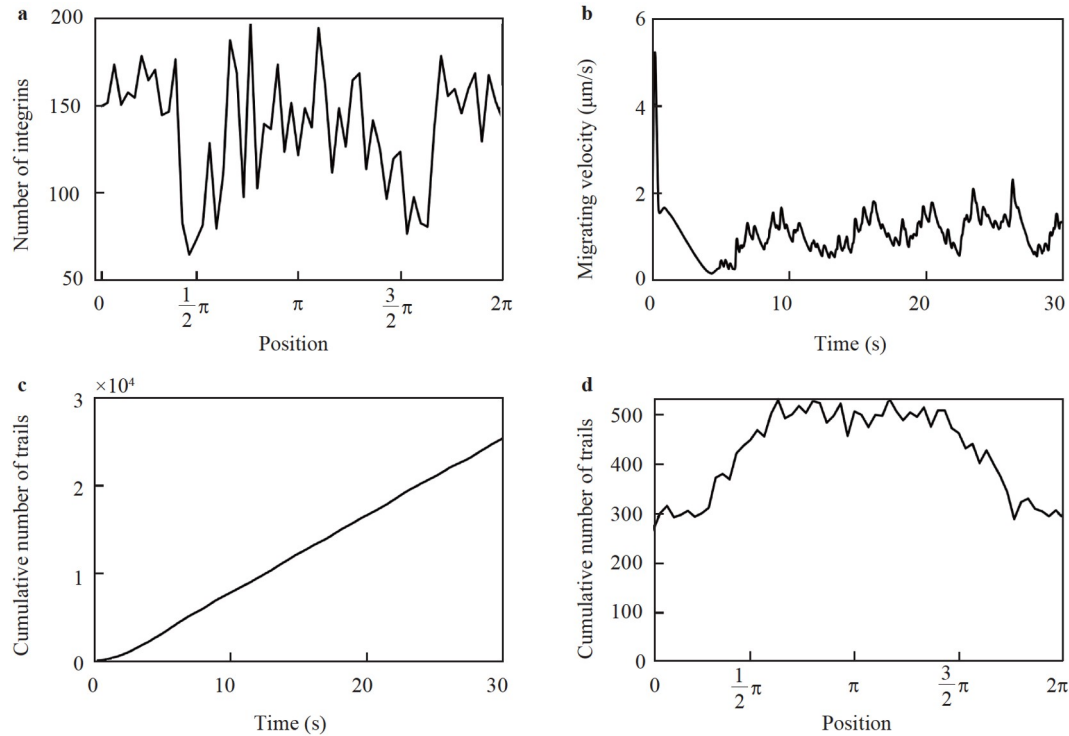 a
200
150
100
50
Number of integrins
0
1/2 π
π
3/2 π
2π
Position
b
6
4
2
0
Migrating velocity (μm/s)
0
10
20
30
Time (s)
c
×10⁴
3
2
1
0
Cumulative number of trails
0
10
20
30
Time (s)
d
500
400
300
200
100
0
Cumulative number of trails
0
1/2 π
π
3/2 π
2π
Position